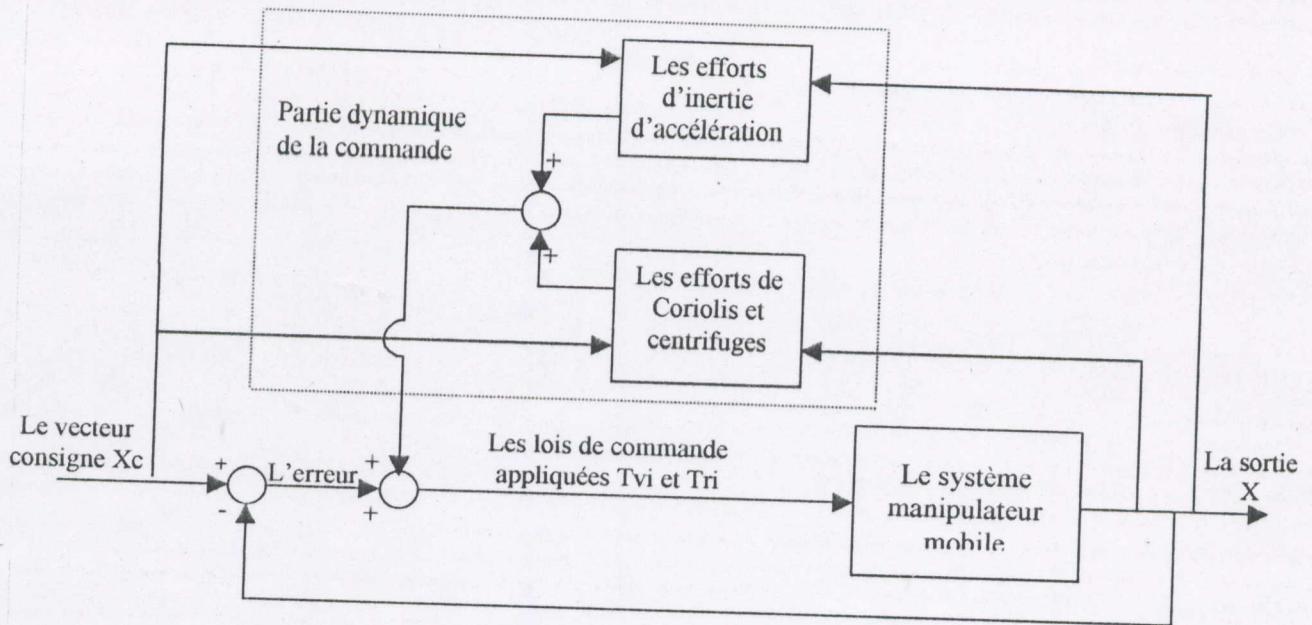 Les efforts
d'inertie
d'accélération
Partie dynamique
de la commande
+
+
Les efforts de
Coriolis et
centrifuges
Le vecteur
consigne Xc
+
-
L'erreur
+
+
Les lois de commande
appliquées Tvi et Tri
Le système
manipulateur
mobile
La sortie
X